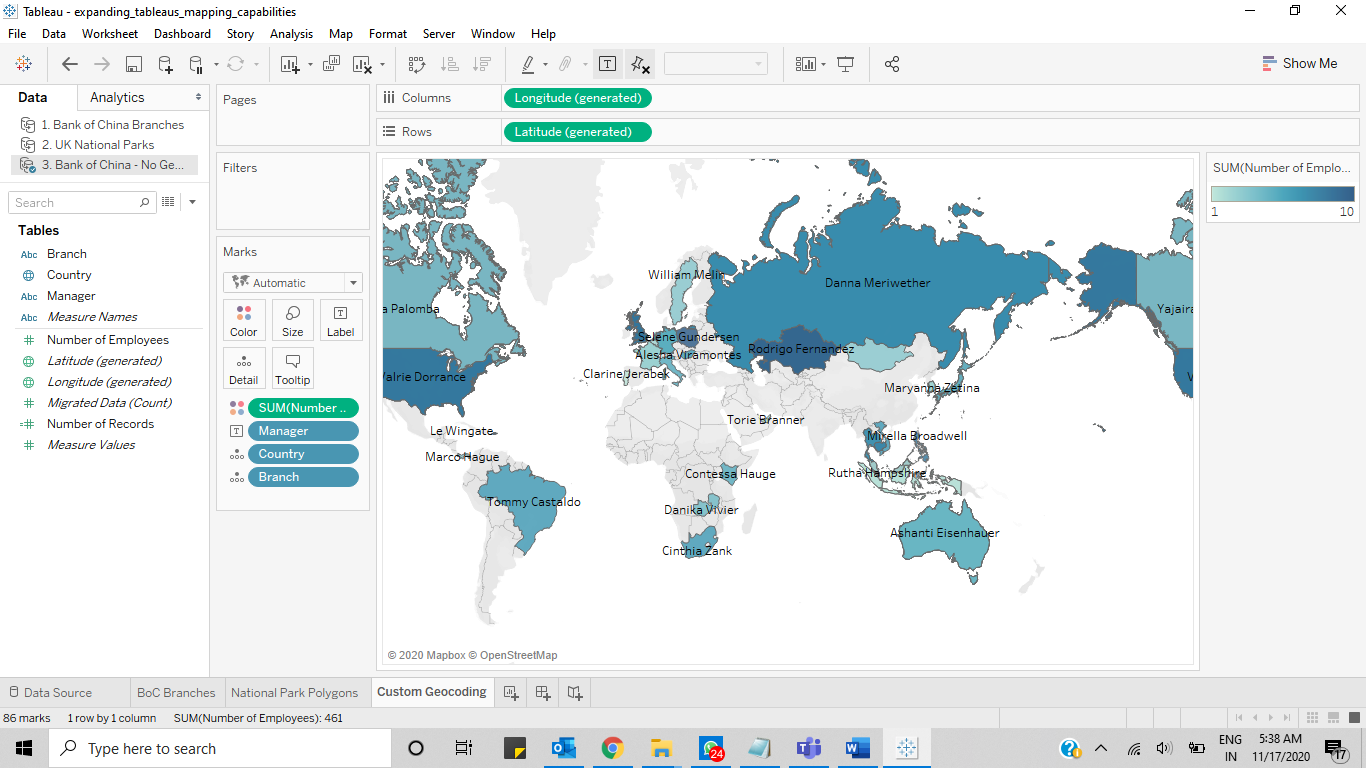 Tableau - expanding_tableaus_mapping_capabilities
File Data Worksheet Dashboard Story Analysis Map Format Server Window Help
Show Me
Data Analytics
1. Bank of China Branches
2. UK National Parks
3. Bank of China - No Ge...
Search
Tables
Abc Branch
Country
Abc Manager
Abc Measure Names
Number of Employees
Latitude (generated)
Longitude (generated)
Migrated Data (Count)
Number of Records
Measure Values
Pages
Filters
Marks
Automatic
Color Size Label
Detail Tooltip
SUM(Number ..
Manager
Country
Branch
Columns Longitude (generated)
Rows Latitude (generated)
William Melin
Danna Meriwether
a Palomba
Yajaira
Selene Gundersen
Rodrigo Fernandez
Alesha Viramontes
Clarine Jerabek
Valrie Dorrance
V
Maryanna Zetina
Torie Branner
Le Wingate
Mirella Broadwell
Marco Hague
Contessa Hauge
Rutha Hampshire
Tommy Castaldo
Danika Vivier
Ashanti Eisenhauer
Cinthia Zank
© 2020 Mapbox © OpenStreetMap
SUM(Number of Emplo...
1 10
Data Source BoC Branches National Park Polygons Custom Geocoding
86 marks 1 row by 1 column SUM(Number of Employees): 461
Type here to search
24
ENG
IN
5:38 AM
11/17/2020
17